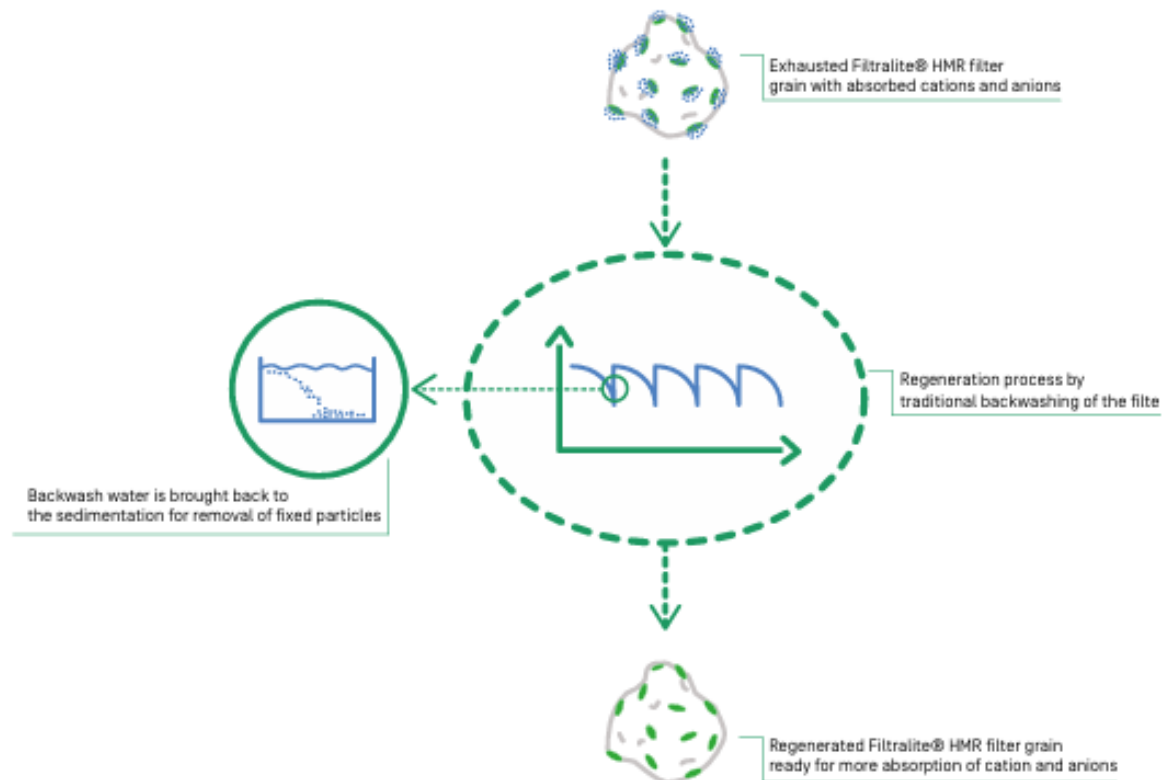 Exhausted Filtralite® HMR filter
grain with absorbed cations and anions
Regeneration process by
traditional backwashing of the filte
Backwash water is brought back to
the sedimentation for removal of fixed particles
Regenerated Filtralite® HMR filter grain
ready for more absorption of cation and anions